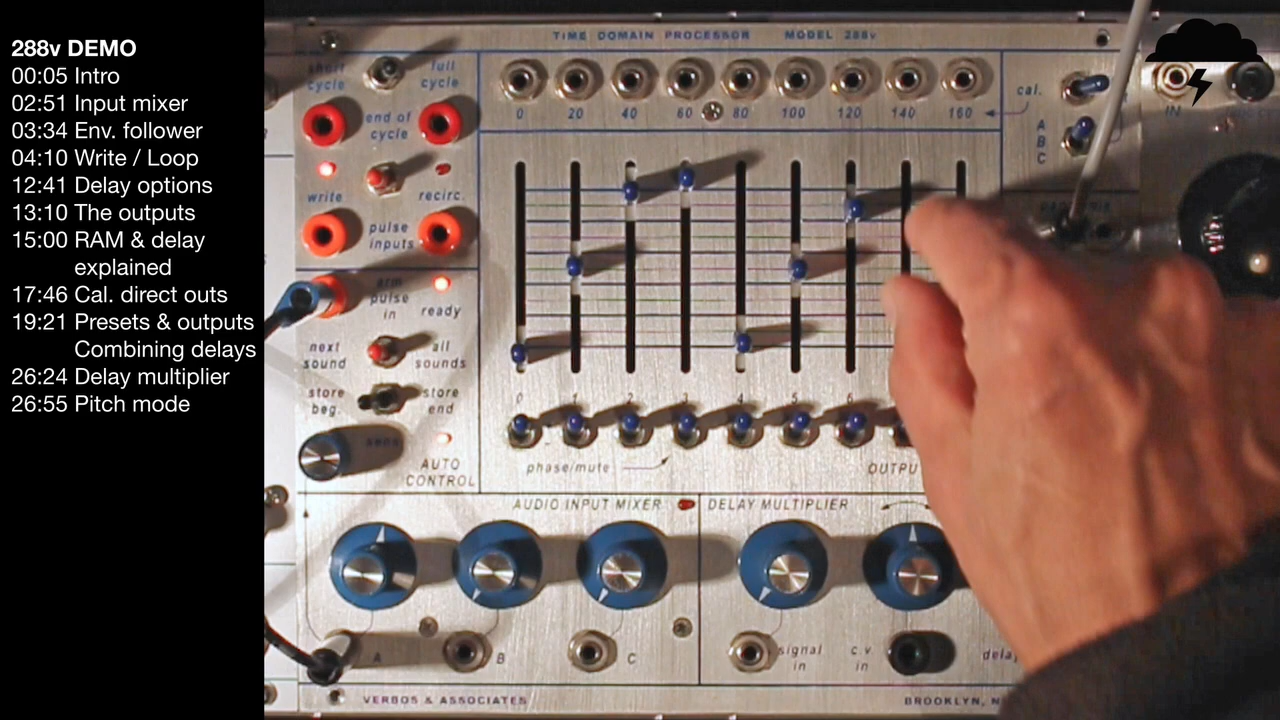 288v DEMO
00:05 Intro
02:51 Input mixer
03:34 Env. follower
04:10 Write / Loop
12:41 Delay options
13:10 The outputs
15:00 RAM & delay
explained
17:46 Cal. direct outs
19:21 Presets & outputs
Combining delays
26:24 Delay multiplier
26:55 Pitch mode
TIME DOMAIN PROCESSOR MODEL 288v
short cycle
full cycle
end of cycle
write
recirc.
pulse inputs
arm pulse in
ready
next sound
all sounds
store beg.
store end
sens.
AUTO CONTROL
0 20 40 60 80 100 120 140 160
cal.
A
B
C
IN
0 1 2 3 4 5 6
phase/mute
AUDIO INPUT MIXER
DELAY MULTIPLIER
A B C
signal in
c.v. in
VERBOS & ASSOCIATES
BROOKLYN,